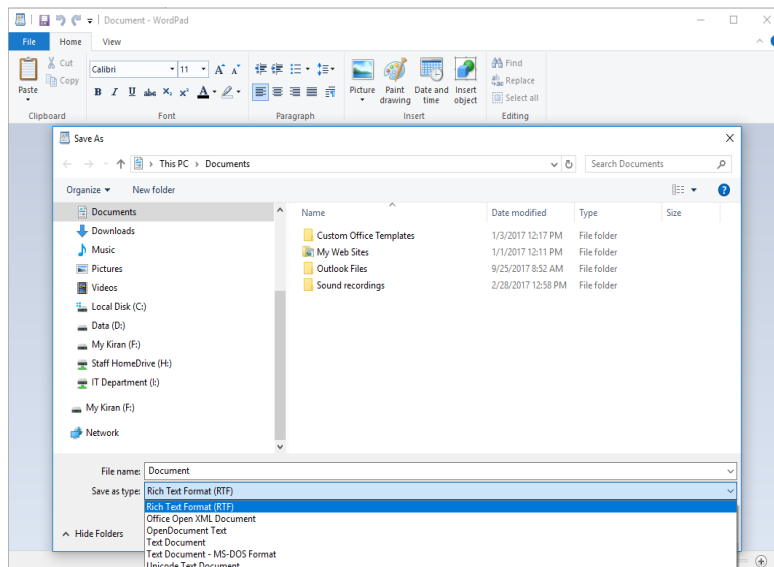 Document - WordPad
File Home View
Paste
Cut
Copy
Clipboard
Calibri 11 A A
B I U abc X₂ X² A
Font
Paragraph
Picture
Paint drawing
Date and time
Insert object
Insert
Find
Replace
Select all
Editing
Save As
This PC > Documents
Search Documents
Organize New folder
Documents
Downloads
Music
Pictures
Videos
Local Disk (C:)
Data (D:)
My Kiran (F:)
Staff HomeDrive (H:)
IT Department (I:)
My Kiran (F:)
Network
Name Date modified Type Size
Custom Office Templates 1/3/2017 12:17 PM File folder
My Web Sites 1/1/2017 12:11 PM File folder
Outlook Files 9/25/2017 8:52 AM File folder
Sound recordings 2/28/2017 12:58 PM File folder
File name: Document
Save as type: Rich Text Format (RTF)
Rich Text Format (RTF)
Office Open XML Document
OpenDocument Text
Text Document
Text Document - MS-DOS Format
Unicode Text Document
Hide Folders